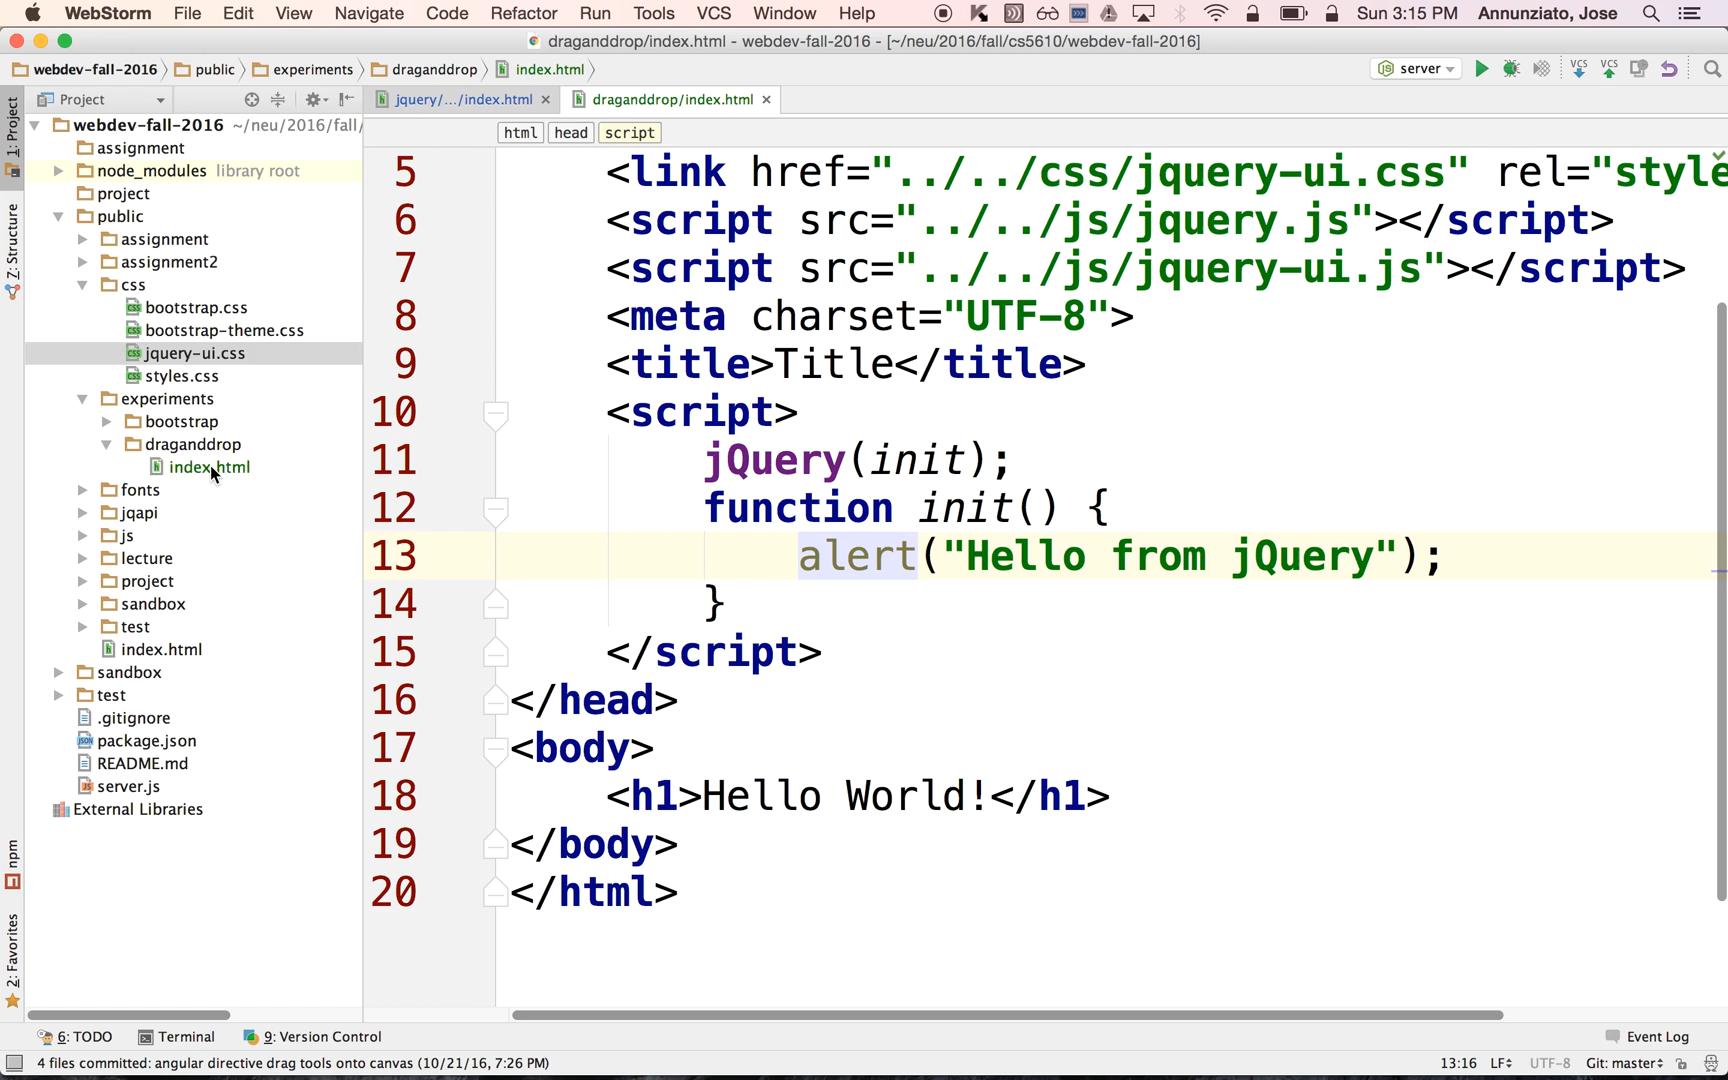 WebStorm File Edit View Navigate Code Refactor Run Tools VCS Window Help Sun 3:15 PM Annunziato, Jose
draganddrop/index.html - webdev-fall-2016 - [~/neu/2016/fall/cs5610/webdev-fall-2016]
webdev-fall-2016 public experiments draganddrop index.html server VCS VCS
Project jquery/.../index.html draganddrop/index.html
html head script
1: Project
Z: Structure
npm
2: Favorites
webdev-fall-2016 ~/neu/2016/fall/
assignment
node_modules library root
project
public
assignment
assignment2
css
bootstrap.css
bootstrap-theme.css
jquery-ui.css
styles.css
experiments
bootstrap
draganddrop
index.html
fonts
jqapi
js
lecture
project
sandbox
test
index.html
sandbox
test
.gitignore
package.json
README.md
server.js
External Libraries
5 <link href="../../css/jquery-ui.css" rel="style
6 <script src="../../js/jquery.js"></script>
7 <script src="../../js/jquery-ui.js"></script>
8 <meta charset="UTF-8">
9 <title>Title</title>
10 <script>
11 jQuery(init);
12 function init() {
13 alert("Hello from jQuery");
14 }
15 </script>
16 </head>
17 <body>
18 <h1>Hello World!</h1>
19 </body>
20 </html>
6: TODO Terminal 9: Version Control Event Log
4 files committed: angular directive drag tools onto canvas (10/21/16, 7:26 PM) 13:16 LF UTF-8 Git: master